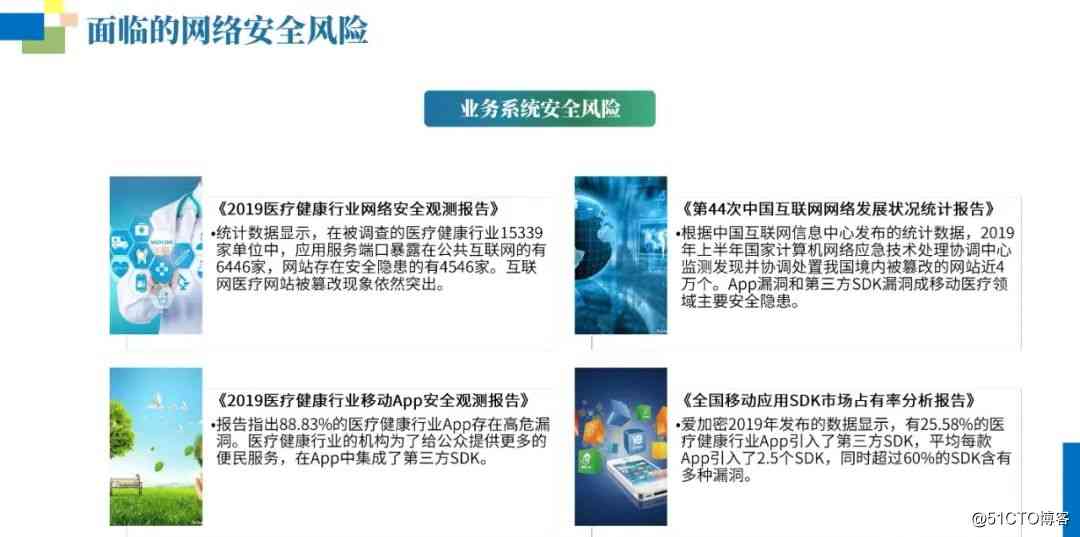 面临的网络安全风险
业务系统安全风险
《2019医疗健康行业网络安全观测报告》
•统计数据显示，在被调查的医疗健康行业15339
家单位中，应用服务端口暴露在公共互联网的有
6446家，网站存在安全隐患的有4546家。互联
网医疗网站被篡改现象依然突出。
《第44次中国互联网网络发展状况统计报告》
•根据中国互联网信息中心发布的统计数据，2019
年上半年国家计算机网络应急技术处理协调中心
监测发现并协调处置我国境内被篡改的网站近4
万个。App漏洞和第三方SDK漏洞成移动医疗领
域主要安全隐患。
《2019医疗健康行业移动App安全观测报告》
•报告指出88.83%的医疗健康行业App存在高危漏
洞。医疗健康行业的机构为了给公众提供更多的
便民服务，在App中集成了第三方SDK。
《全国移动应用SDK市场占有率分析报告》
•爱加密2019年发布的数据显示，有25.58%的医
疗健康行业App引入了第三方SDK，平均每款
App引入了2.5个SDK，同时超过60%的SDK含有
多种漏洞。
@51CTO博客